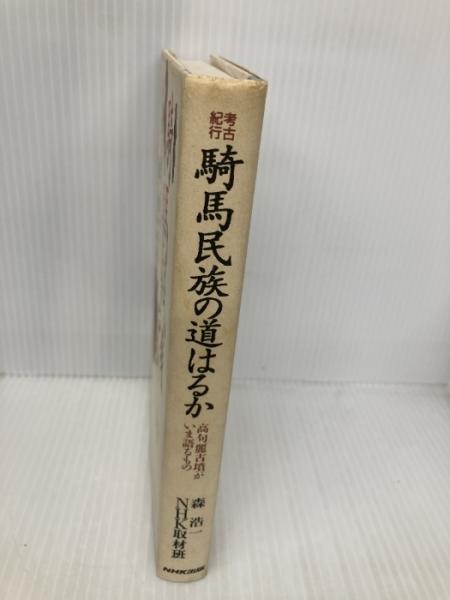 考古
紀行
騎馬民族の道はるか
高句麗古墳が
いま語るもの
森 浩一
NHK取材班
NHK出版